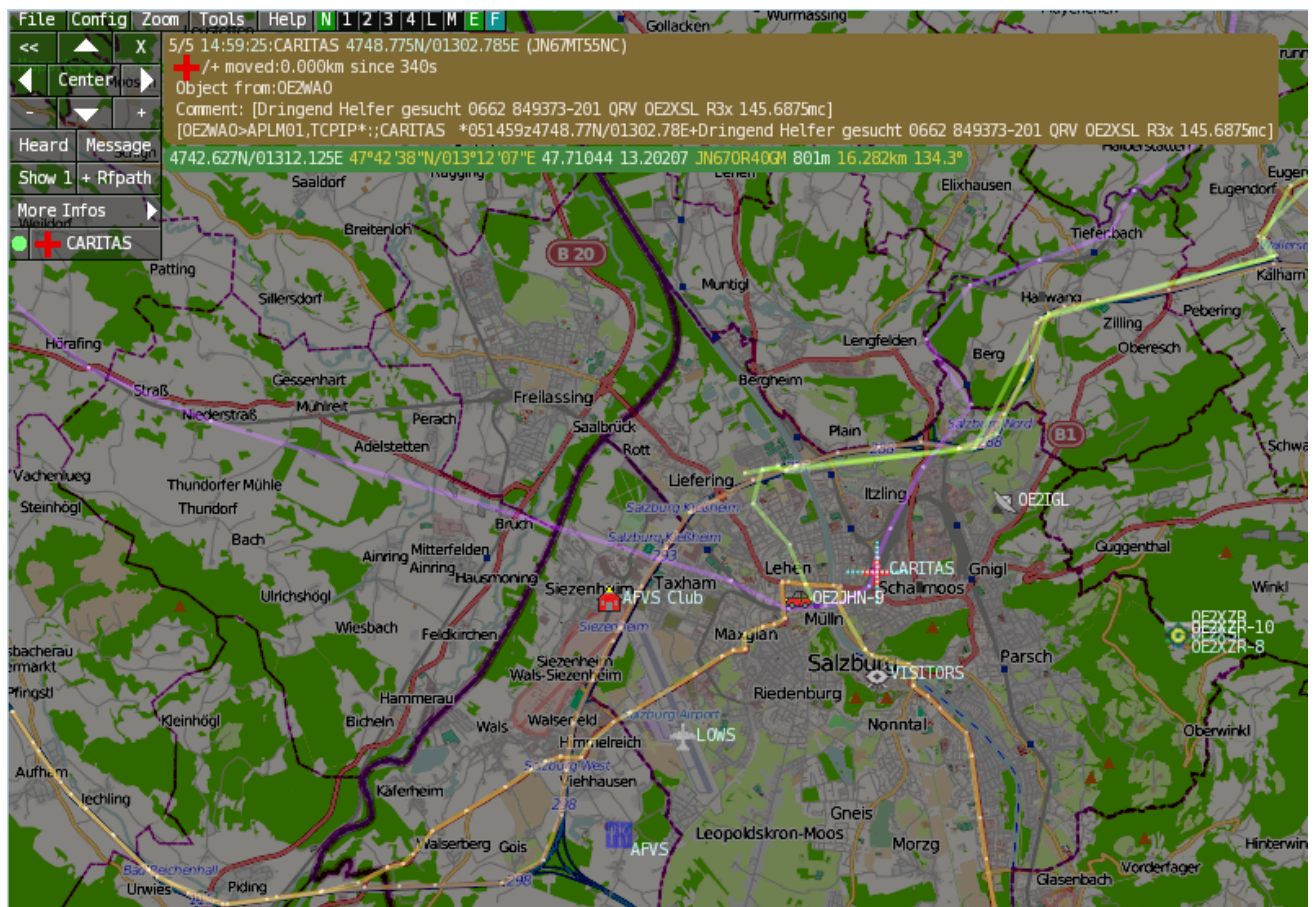 File Config Zoom Tools Help N 1 2 3 4 L M E F
<< X
Center
- +
Heard Message
Show 1 + Rfpath
More Infos
CARITAS
5/5 14:59:25:CARITAS 4748.775N/01302.785E (JN67MT55NC)
/+ moved:0.000km since 340s
Object from:OE2WAO
Comment: [Dringend Helfer gesucht 0662 849373-201 QRV OE2XSL R3x 145.6875mc]
[OE2WAO>APLM01,TCPIP*:;CARITAS *051459z4748.77N/01302.78E+Dringend Helfer gesucht 0662 849373-201 QRV OE2XSL R3x 145.6875mc]
4742.627N/01312.125E 47°42'38"N/013°12'07"E 47.71044 13.20207 JN67OR40GM 801m 16.282km 134.3°
Gollacken
Wurmassing
Halberstätten
Saaldorf
Elixhausen
Eugendorf
Breitenloh
B 20
Tiefenbach
Patting
Kalham
Sillersdorf
Muntigl
Hallwang
Pebering
Zilling
Hörafing
Lengfelden
Berg
Oberesch
Straß
Gessenhart
Mühlreit
Bergheim
Niederstraß
Perach
Freilassing
Saalbrück
Salzburg Nord
288
B1
Adelstetten
Rott
Plain
288
Vachenlueg
Thundorfer Mühle
Liefering
Itzling
Steinhögl
Thundorf
Salzburg Kleßheim
OE2IGL
Bruch
Bach
Salzburg Kleßheim
293
Ainring
Mitterfelden
Ainring
Guggenthal
Hausmoning
Lehen
CARITAS
Gnigl
Ulrichshögl
Siezenheim
Taxham
Schallmoos
Winkl
AFVS Club
OE2JHN-9
Wiesbach
Siezenheim
Mülln
OE2XZR
OE2XZR-10
OE2XZR-8
Feldkirchen
Maxglan
Parsch
Siezenheim
Wals-Siezenheim
Salzburg
VISITORS
Pfingstl
Hammerau
Riedenburg
Kleinhögl
Bicheln
Wals
Walserfeld
Salzburg Airport
Nonntal
Himmelreich
LOWS
Oberwinkl
Aufham
Salzburg West
Viehhausen
Jechling
Käferheim
298
Gneis
Leopoldskron-Moos
Walserberg
Gois
AFVS
Morzg
Bad Reichenhall
298
Vorderfager
Urwies
Piding
Glasenbach